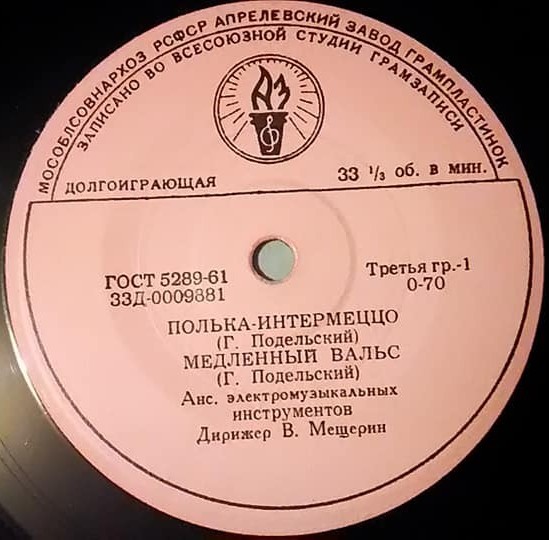 МОСОБЛСОВНАРХОЗ РСФСР АПРЕЛЕВСКИЙ ЗАВОД ГРАМПЛАСТИНОК
ЗАПИСАНО ВО ВСЕСОЮЗНОЙ СТУДИИ ГРАМЗАПИСИ
АЗ
ДОЛГОИГРАЮЩАЯ
33 1/3 об. в мин.
ГОСТ 5289-61
33Д-0009881
Третья гр.-1
0-70
ПОЛЬКА-ИНТЕРМЕЦЦО
(Г. Подельский)
МЕДЛЕННЫЙ ВАЛЬС
(Г. Подельский)
Анс. электромузыкальных
инструментов
Дирижер В. Мещерин